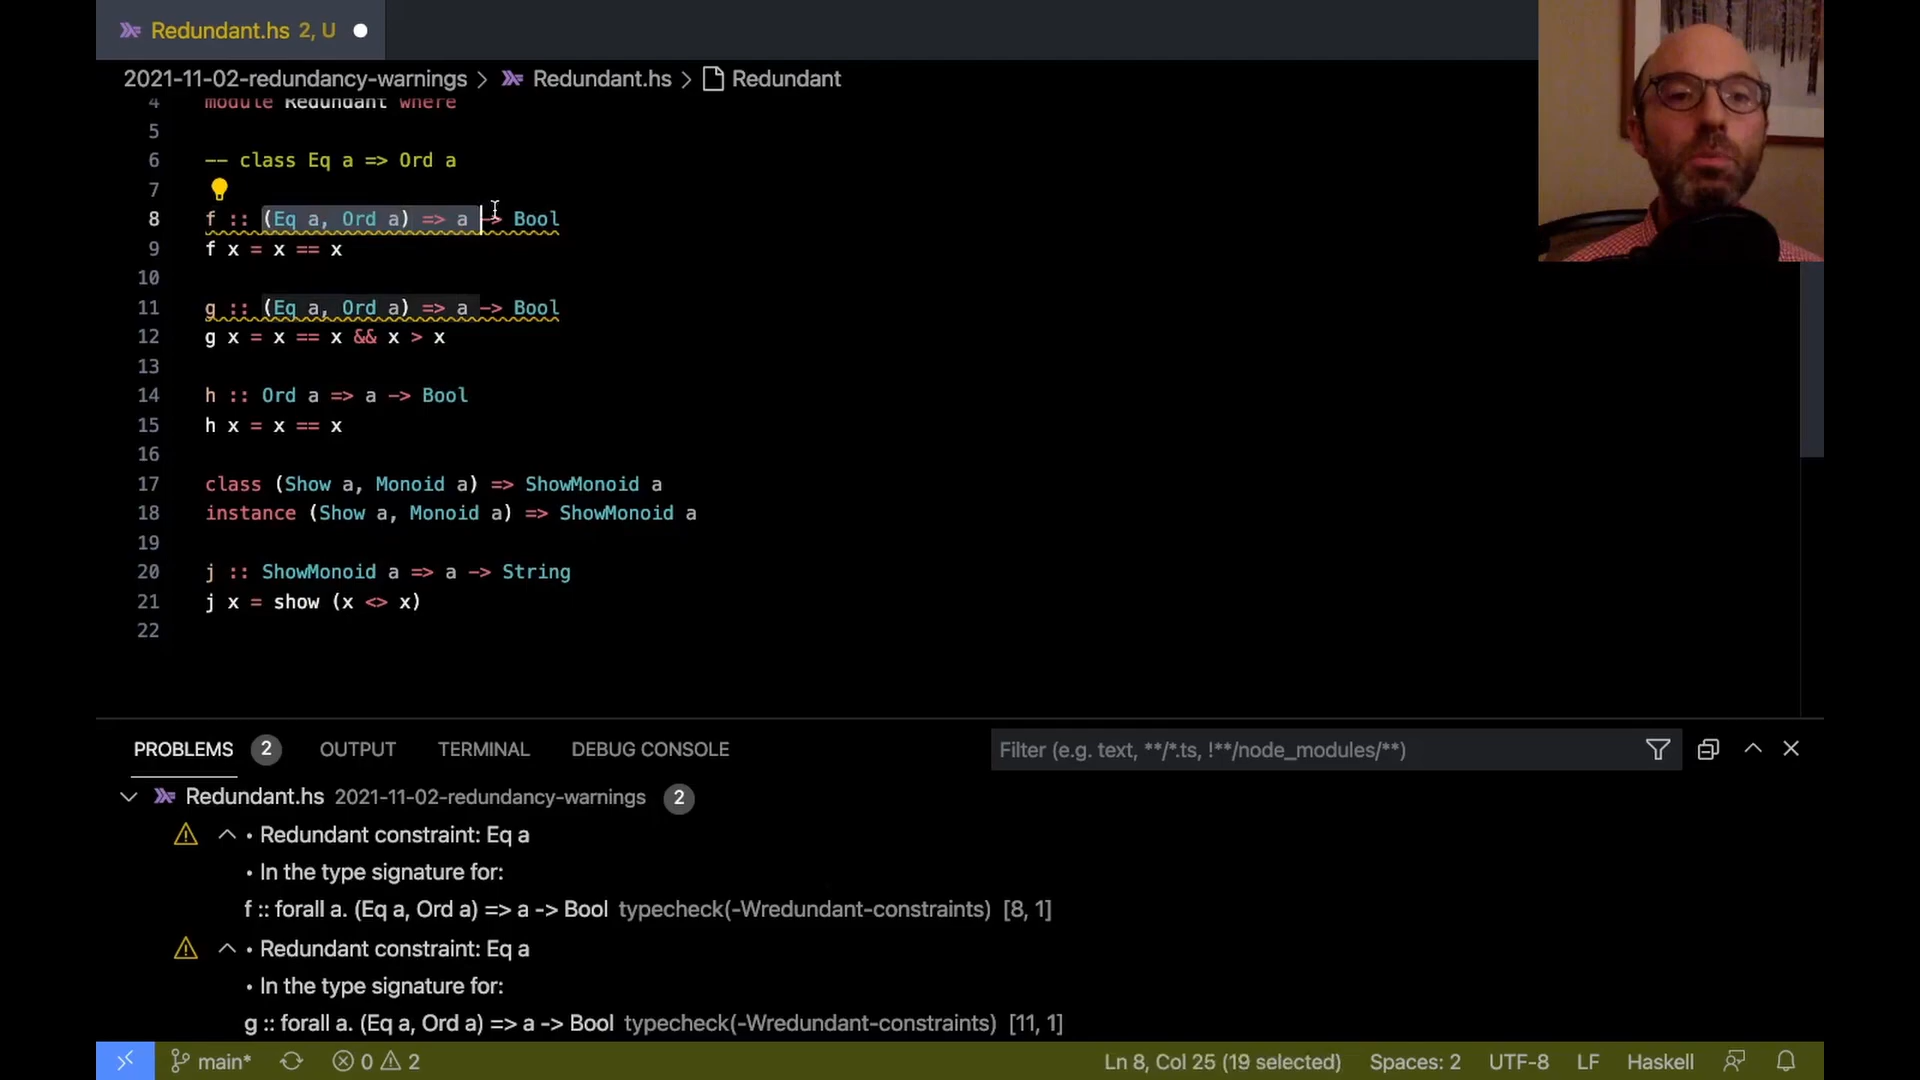 Redundant.hs 2, U
2021-11-02-redundancy-warnings > Redundant.hs > Redundant
4 module Redundant where
5
6 -- class Eq a => Ord a
7
8 f :: (Eq a, Ord a) => a -> Bool
9 f x = x == x
10
11 g :: (Eq a, Ord a) => a -> Bool
12 g x = x == x && x > x
13
14 h :: Ord a => a -> Bool
15 h x = x == x
16
17 class (Show a, Monoid a) => ShowMonoid a
18 instance (Show a, Monoid a) => ShowMonoid a
19
20 j :: ShowMonoid a => a -> String
21 j x = show (x <> x)
22
PROBLEMS 2 OUTPUT TERMINAL DEBUG CONSOLE Filter (e.g. text, **/*.ts, !**/node_modules/**)
Redundant.hs 2021-11-02-redundancy-warnings 2
• Redundant constraint: Eq a
• In the type signature for:
f :: forall a. (Eq a, Ord a) => a -> Bool typecheck(-Wredundant-constraints) [8, 1]
• Redundant constraint: Eq a
• In the type signature for:
g :: forall a. (Eq a, Ord a) => a -> Bool typecheck(-Wredundant-constraints) [11, 1]
main* 0 2 Ln 8, Col 25 (19 selected) Spaces: 2 UTF-8 LF Haskell